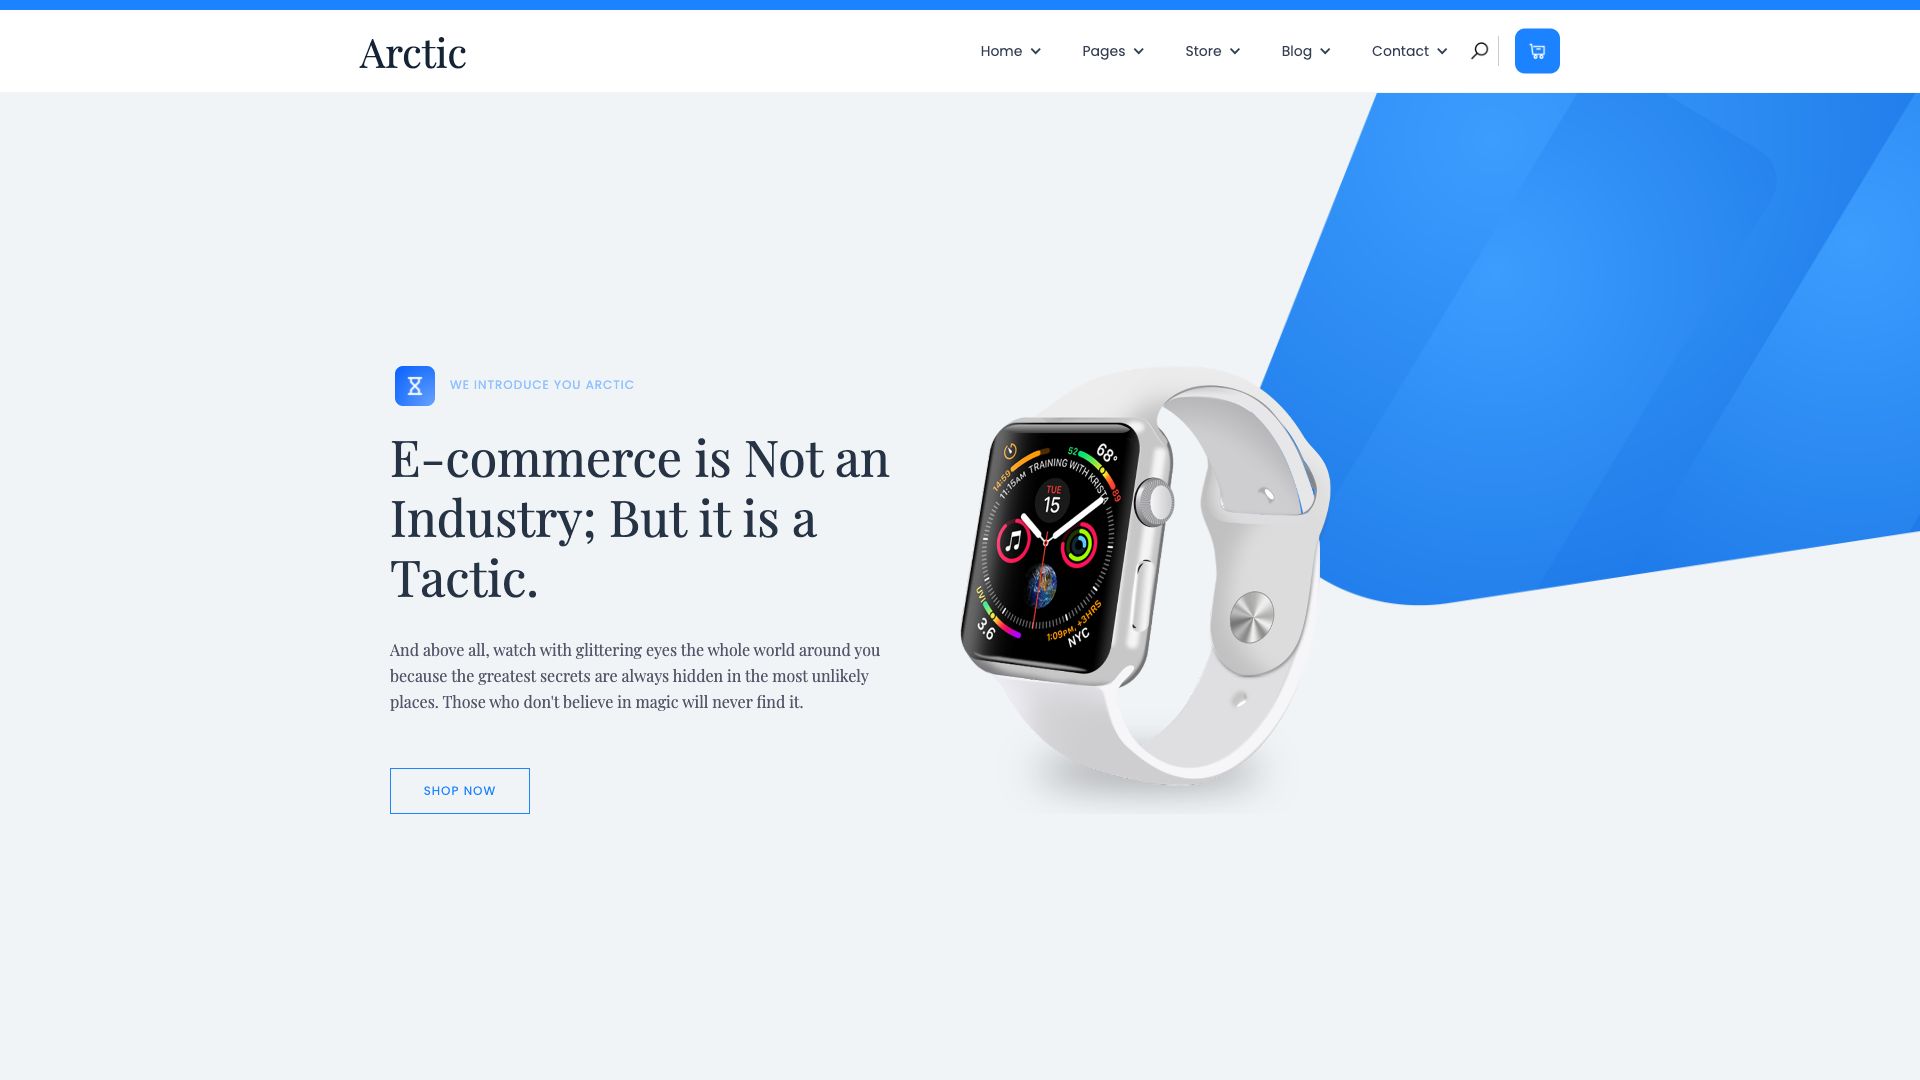 Arctic
Home
Pages
Store
Blog
Contact
WE INTRODUCE YOU ARCTIC
E-commerce is Not an
Industry; But it is a
Tactic.
And above all, watch with glittering eyes the whole world around you
because the greatest secrets are always hidden in the most unlikely
places. Those who don't believe in magic will never find it.
SHOP NOW
14:59
11:15AM TRAINING WITH KRISTA
52
68°
89
TUE
15
UVI
3.6
1:09PM, +3HRS
NYC